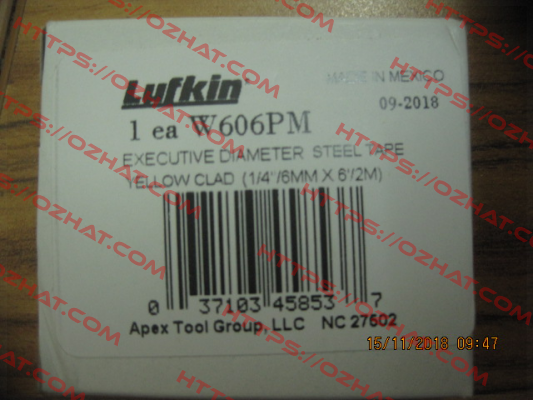 Lufkin
MADE IN MEXICO
09-2018
1 ea W606PM
EXECUTIVE DIAMETER STEEL TAPE
YELLOW CLAD (1/4"/6MM X 6'/2M)
0 37103 45853 7
Apex Tool Group, LLC NC 27602
15/11/2018 09:47
HTTPS://OZHAT.COM